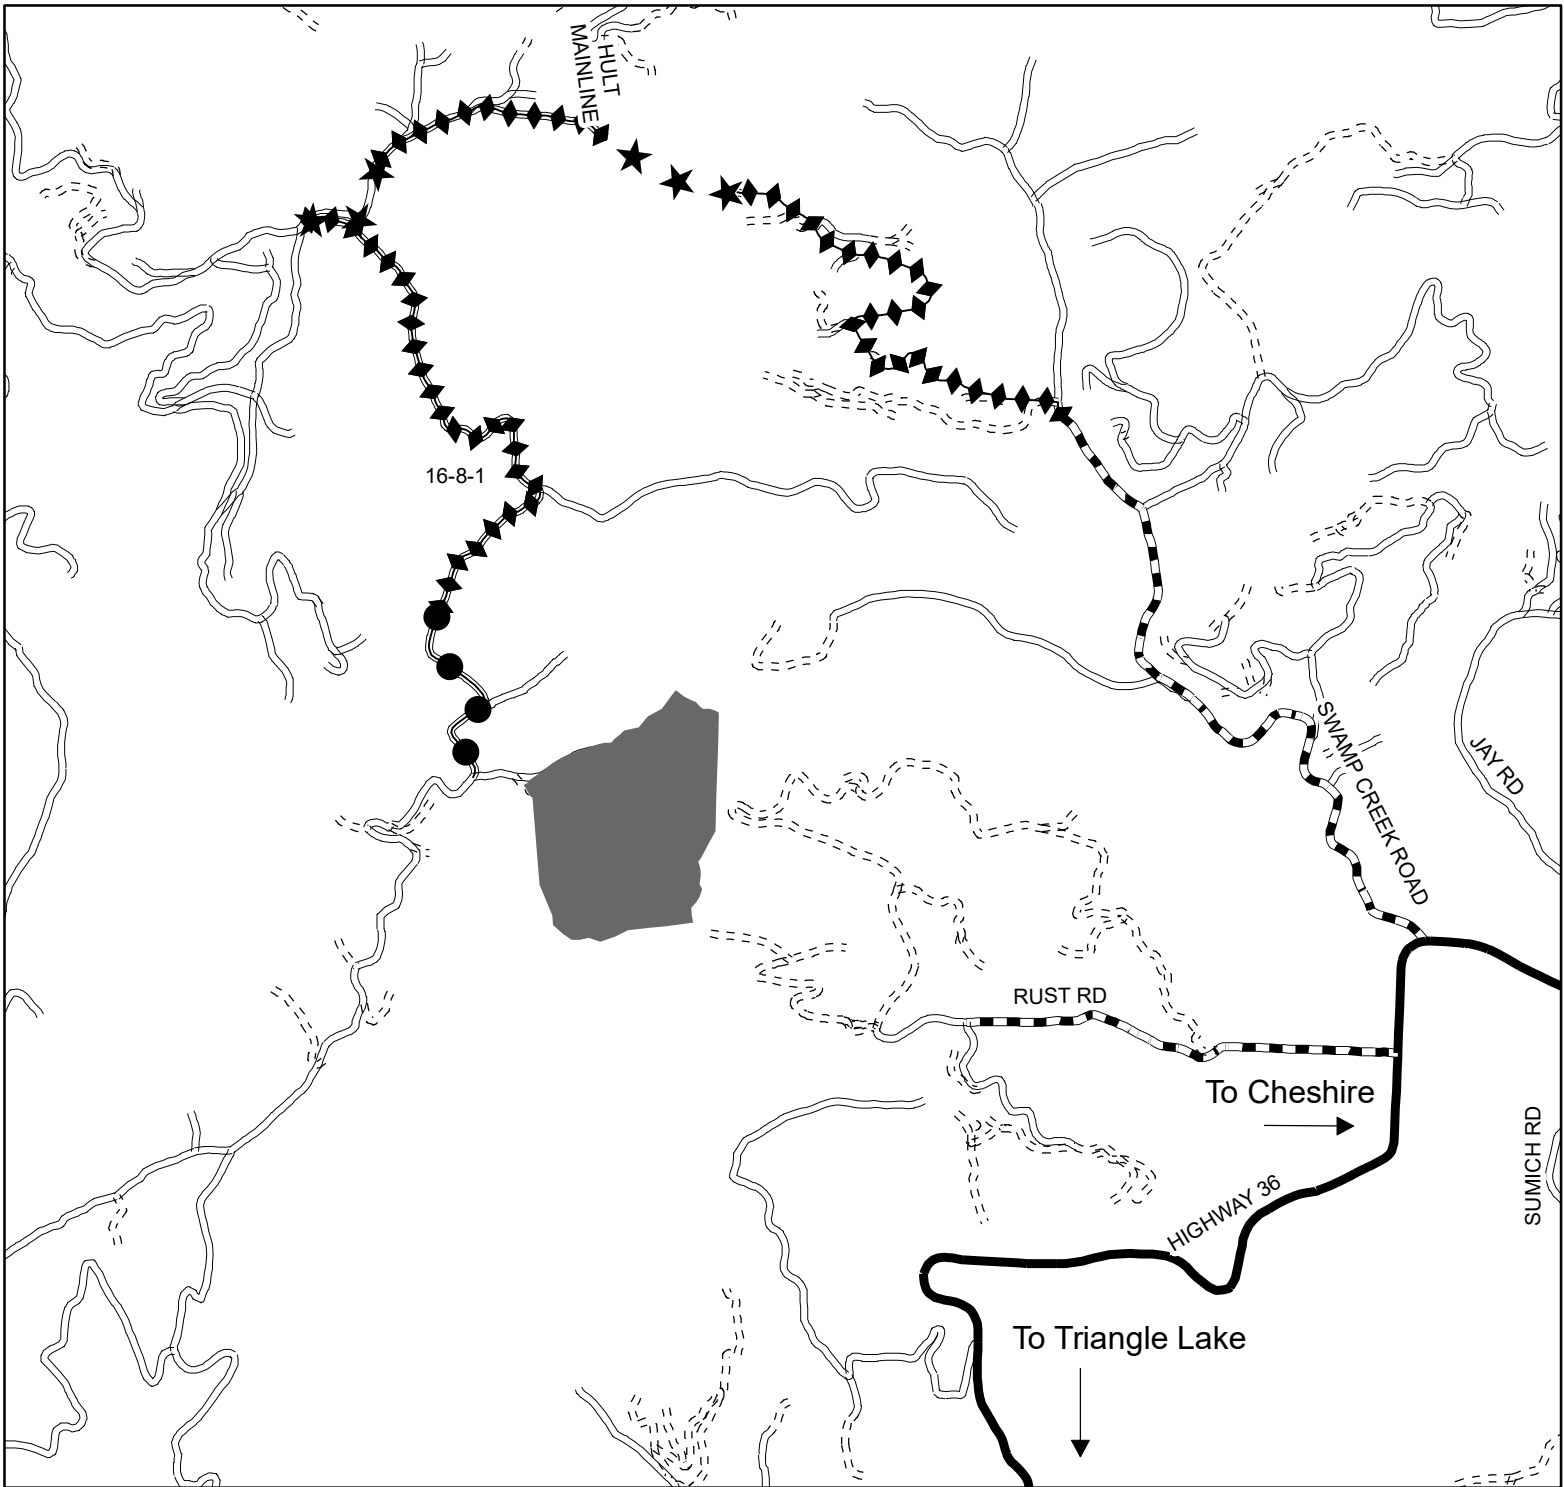 HULT
MAINLINE
16-8-1
SWAMP CREEK ROAD
JAY RD
RUST RD
To Cheshire
SUMICH RD
HIGHWAY 36
To Triangle Lake